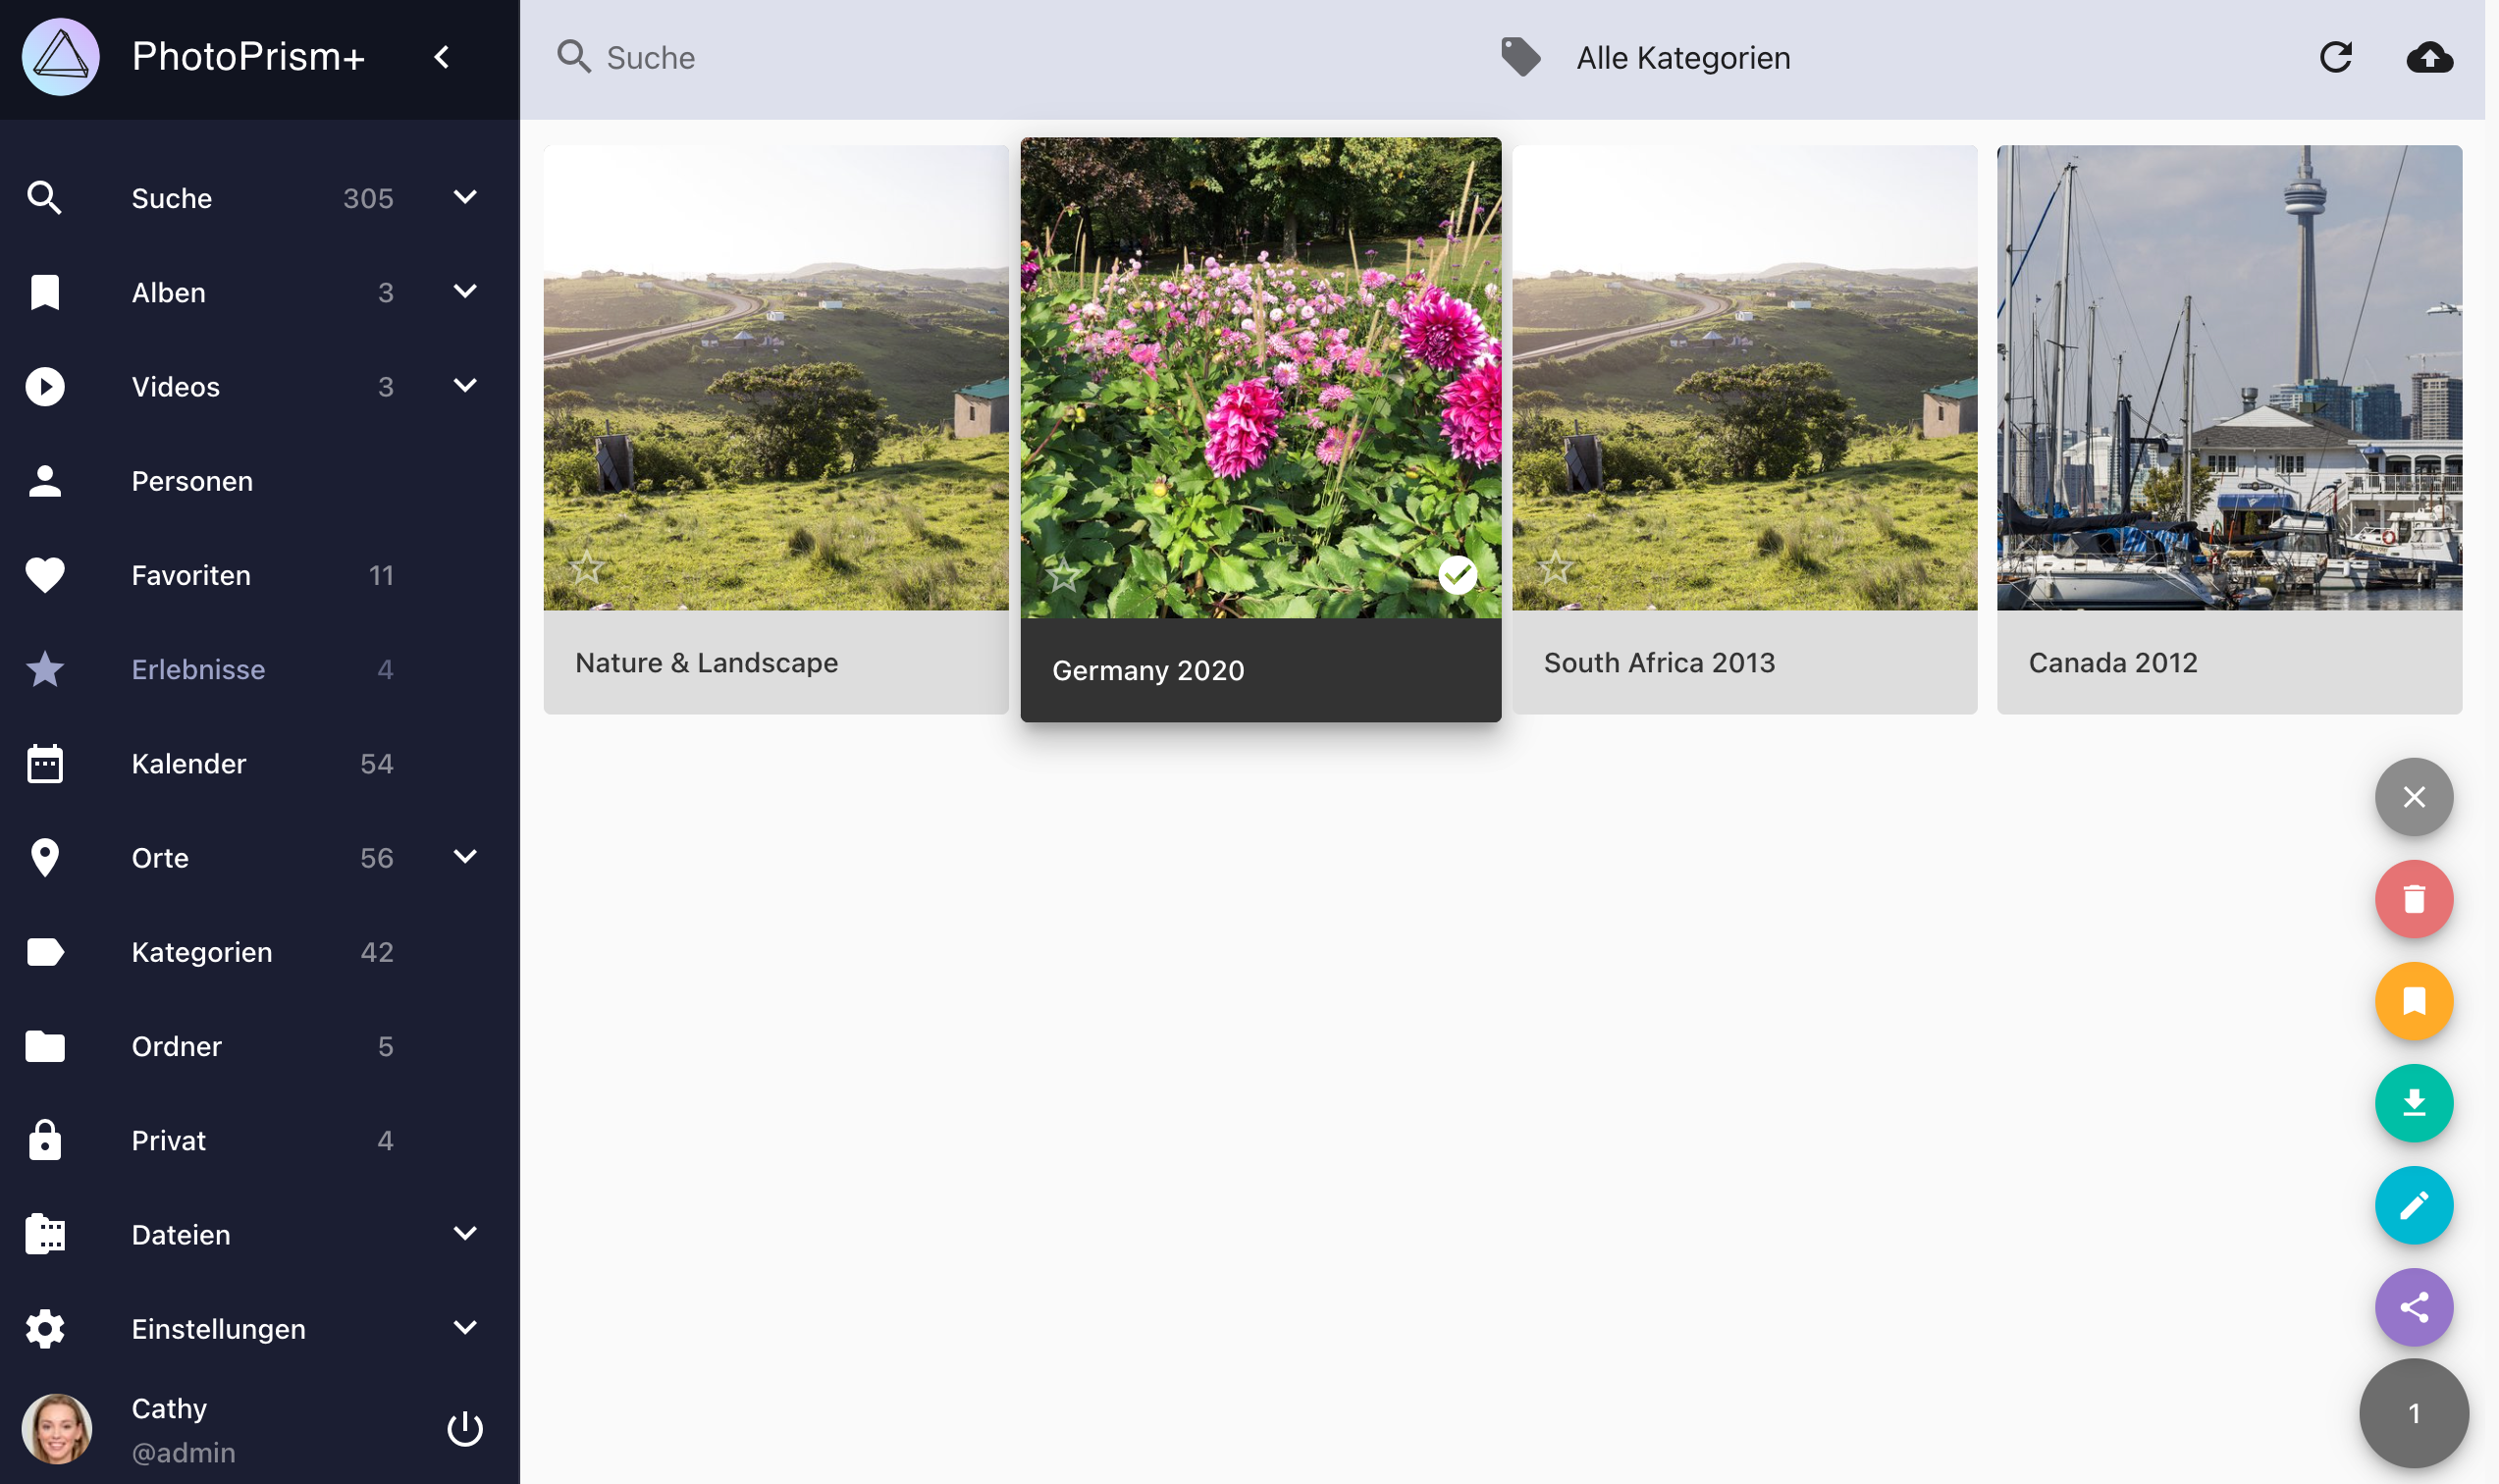 PhotoPrism+
Suche
Alle Kategorien
Suche 305
Alben 3
Videos 3
Personen
Favoriten 11
Erlebnisse 4
Kalender 54
Orte 56
Kategorien 42
Ordner 5
Privat 4
Dateien
Einstellungen
Cathy
@admin
Nature & Landscape
Germany 2020
South Africa 2013
Canada 2012
1